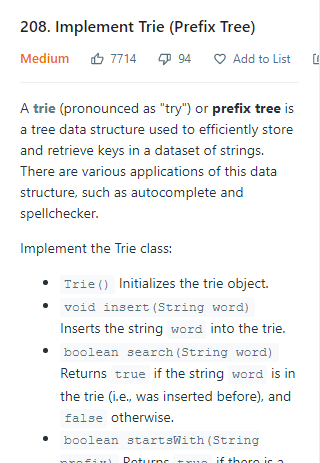 208. Implement Trie (Prefix Tree)
Medium 7714 94 Add to List
A trie (pronounced as "try") or prefix tree is
a tree data structure used to efficiently store
and retrieve keys in a dataset of strings.
There are various applications of this data
structure, such as autocomplete and
spellchecker.
Implement the Trie class:
• Trie() Initializes the trie object.
• void insert(String word)
Inserts the string word into the trie.
• boolean search(String word)
Returns true if the string word is in
the trie (i.e., was inserted before), and
false otherwise.
• boolean startsWith(String
prefix) Returns true if there is a